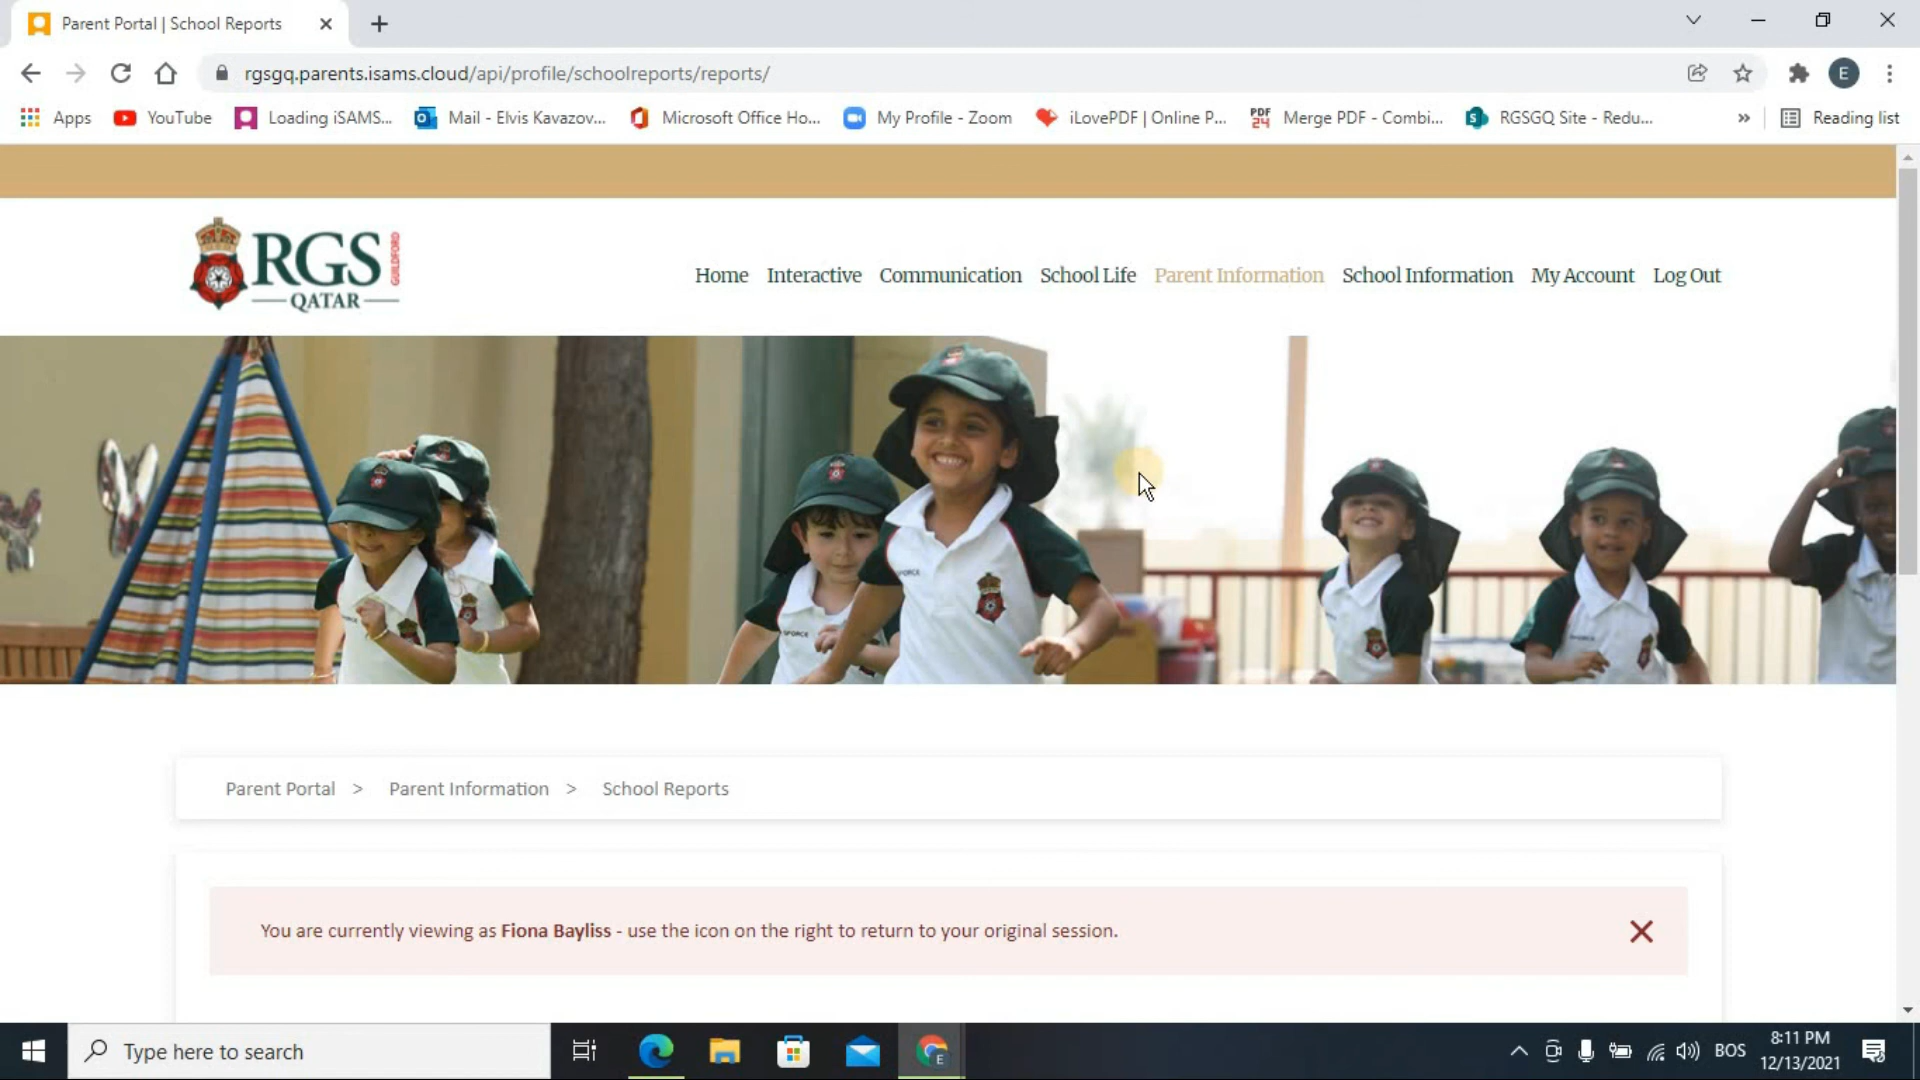 Parent Portal | School Reports
rgsgq.parents.isams.cloud/api/profile/schoolreports/reports/
E
Apps YouTube Loading iSAMS... Mail - Elvis Kavazov... Microsoft Office Ho... My Profile - Zoom iLovePDF | Online P... PDF 24 Merge PDF - Combi... S RGSGQ Site - Redu... » Reading list
RGS GUILDFORD
QATAR
Home Interactive Communication School Life Parent Information School Information My Account Log Out
Parent Portal > Parent Information > School Reports
You are currently viewing as Fiona Bayliss - use the icon on the right to return to your original session.
Type here to search
E
BOS
8:11 PM
12/13/2021